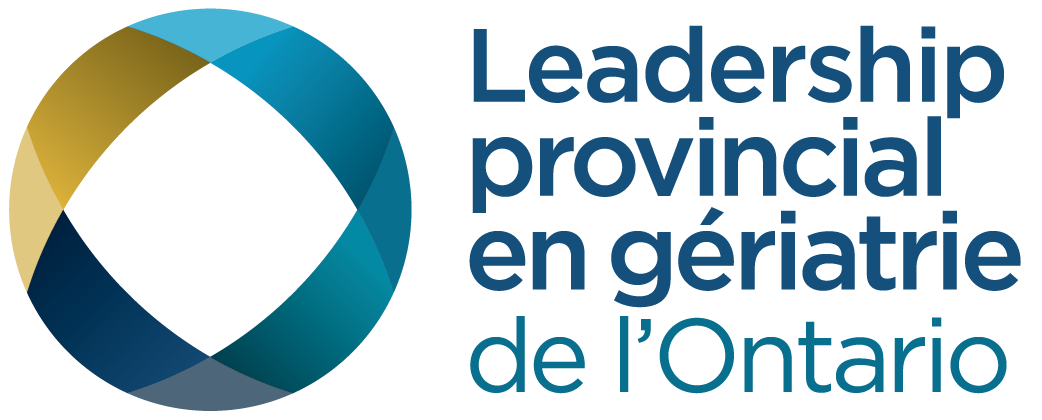 Leadership
provincial
en gériatrie
de l’Ontario